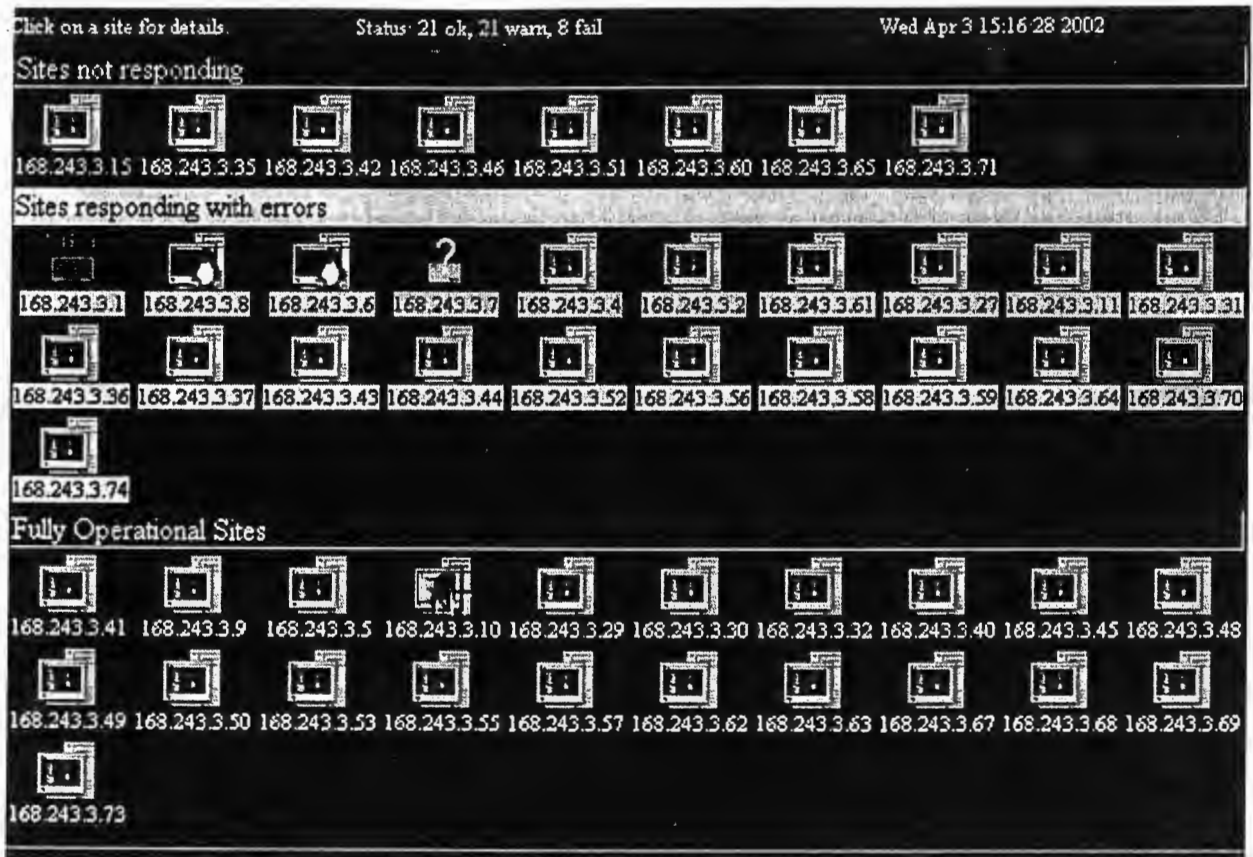 Click on a site for details. Status: 21 ok, 21 warn, 8 fail Wed Apr 3 15:16:28 2002
Sites not responding
168.243.3.15 168.243.3.35 168.243.3.42 168.243.3.46 168.243.3.51 168.243.3.60 168.243.3.65 168.243.3.71
Sites responding with errors
?
168.243.3.1 168.243.3.8 168.243.3.6 168.243.3.7 168.243.3.4 168.243.3.2 168.243.3.61 168.243.3.27 168.243.3.11 168.243.3.31
168.243.3.36 168.243.3.37 168.243.3.43 168.243.3.44 168.243.3.52 168.243.3.56 168.243.3.58 168.243.3.59 168.243.3.64 168.243.3.70
168.243.3.74
Fully Operational Sites
168.243.3.41 168.243.3.9 168.243.3.5 168.243.3.10 168.243.3.29 168.243.3.30 168.243.3.32 168.243.3.40 168.243.3.45 168.243.3.48
168.243.3.49 168.243.3.50 168.243.3.53 168.243.3.55 168.243.3.57 168.243.3.62 168.243.3.63 168.243.3.67 168.243.3.68 168.243.3.69
168.243.3.73